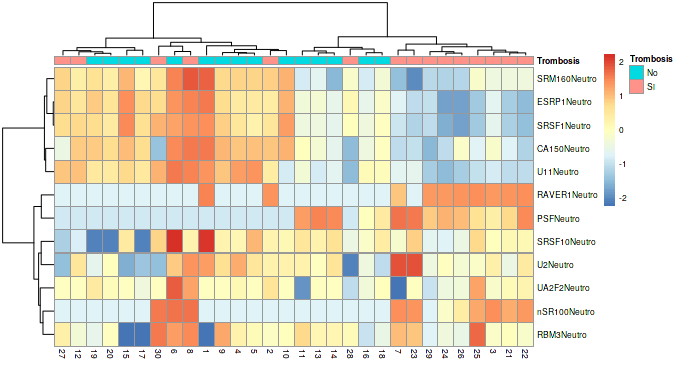 Trombosis
SRM160Neutro
ESRP1Neutro
SRSF1Neutro
CA150Neutro
U11Neutro
RAVER1Neutro
PSFNeutro
SRSF10Neutro
U2Neutro
UA2F2Neutro
nSR100Neutro
RBM3Neutro
27 12 19 20 15 17 30 6 8 1 9 4 5 2 10 11 13 14 28 16 18 7 23 29 24 26 25 3 21 22
2
1
0
-1
-2
Trombosis
No
SI